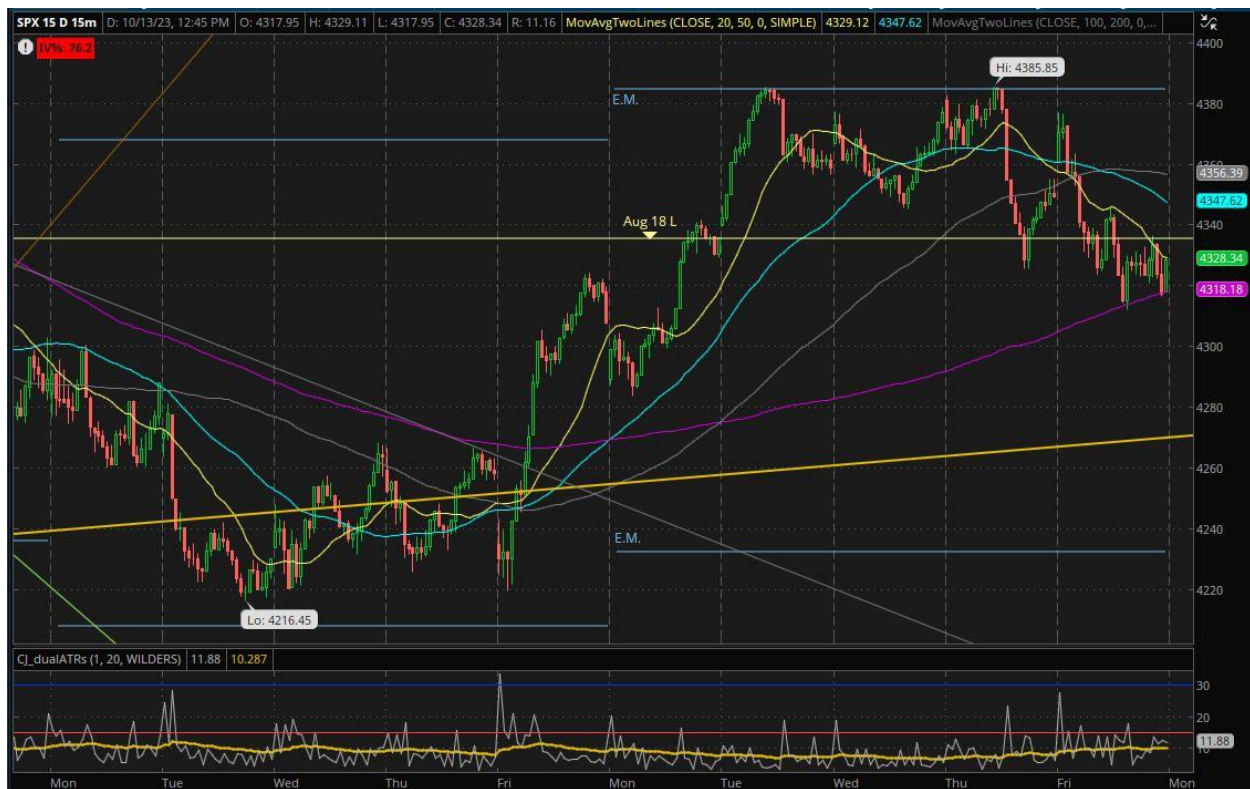 SPX 15 D 15m D: 10/13/23, 12:45 PM O: 4317.95 H: 4329.11 L: 4317.95 C: 4328.34 R: 11.16 MovAvgTwoLines (CLOSE, 20, 50, 0, SIMPLE) 4329.12 4347.62 MovAvgTwoLines (CLOSE, 100, 200, 0,...
IV%: 76.2
4400
Hi: 4385.85
E.M.
4380
4360
4356.39
4347.62
Aug 18 L
4340
4328.34
4318.18
4300
4280
4260
E.M.
4240
4220
Lo: 4216.45
CJ_dualATRs (1, 20, WILDERS) 11.88 10.287
30
20
11.88
10
Mon Tue Wed Thu Fri Mon Tue Wed Thu Fri Mon